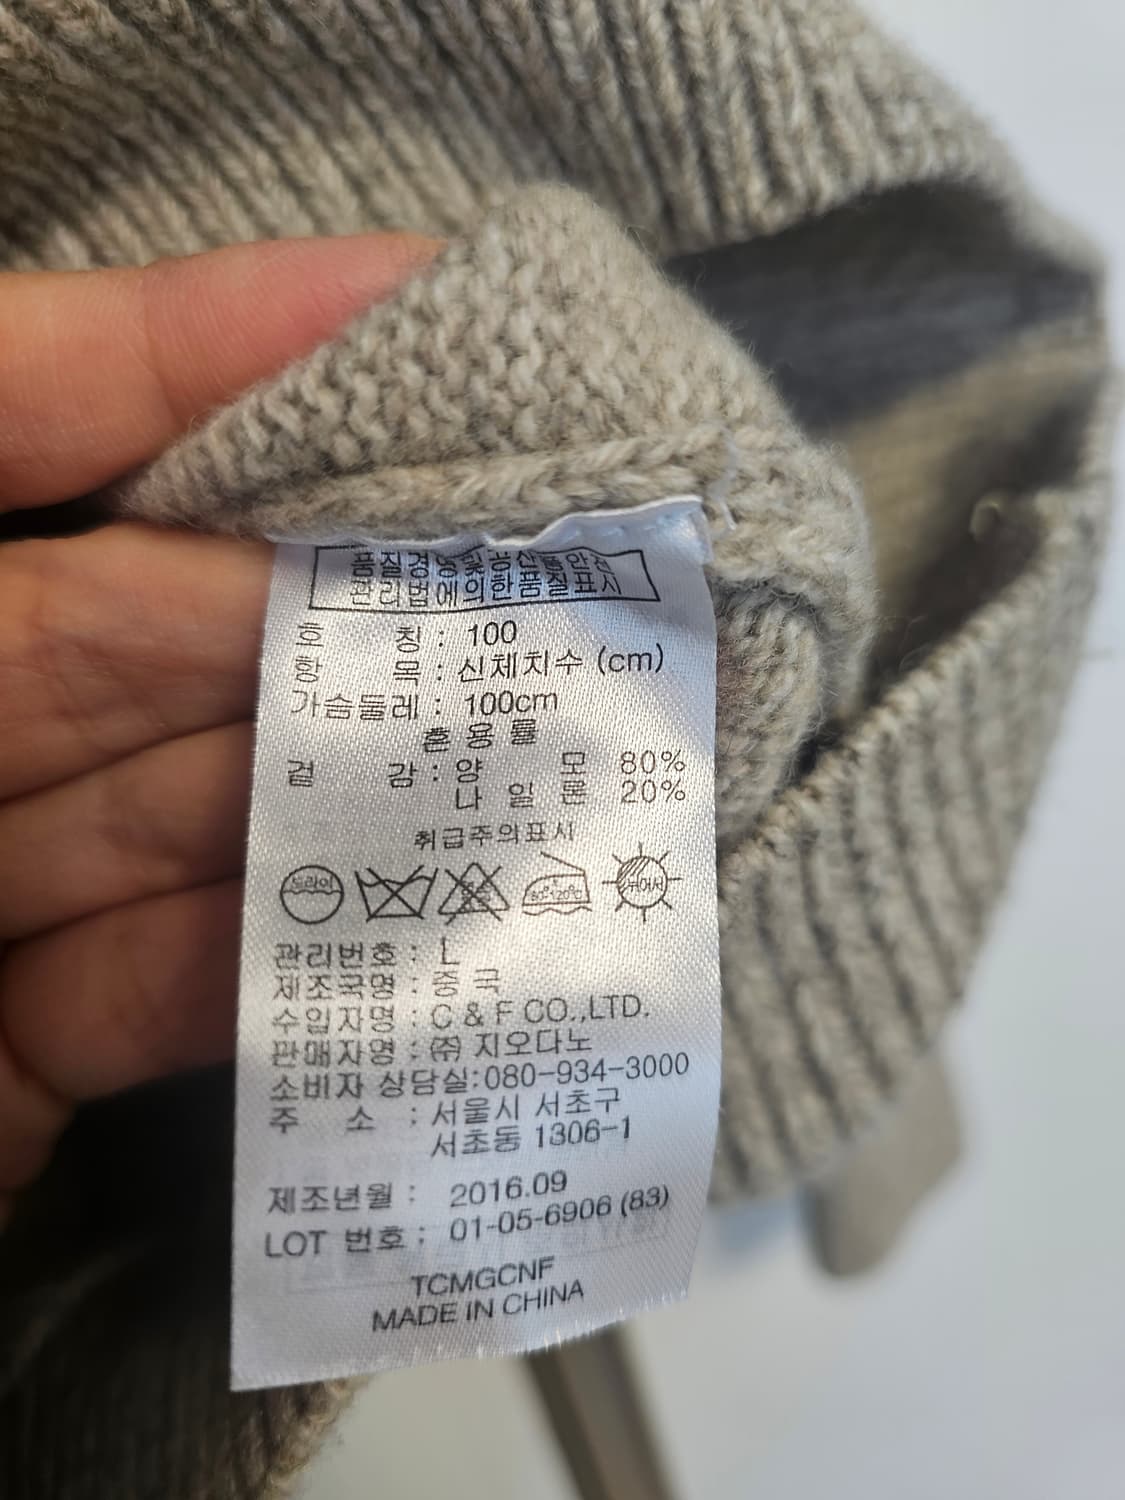 품질경영및공산품안전
관리법에의한품질표시
호 칭 : 100
항 목 : 신체치수 (cm)
가슴둘레 : 100cm
혼 용 률
겉 감 : 양 모 80%
나 일 론 20%
취급주의표시
드라이
뉘어서
관리번호 : L
제조국명 : 중 국
수입자명 : C & F CO.,LTD.
판매자명 : ㈜ 지오다노
소비자 상담실:080-934-3000
주 소 : 서울시 서초구
서초동 1306-1
제조년월 : 2016.09
LOT 번호 : 01-05-6906 (83)
TCMGCNF
MADE IN CHINA